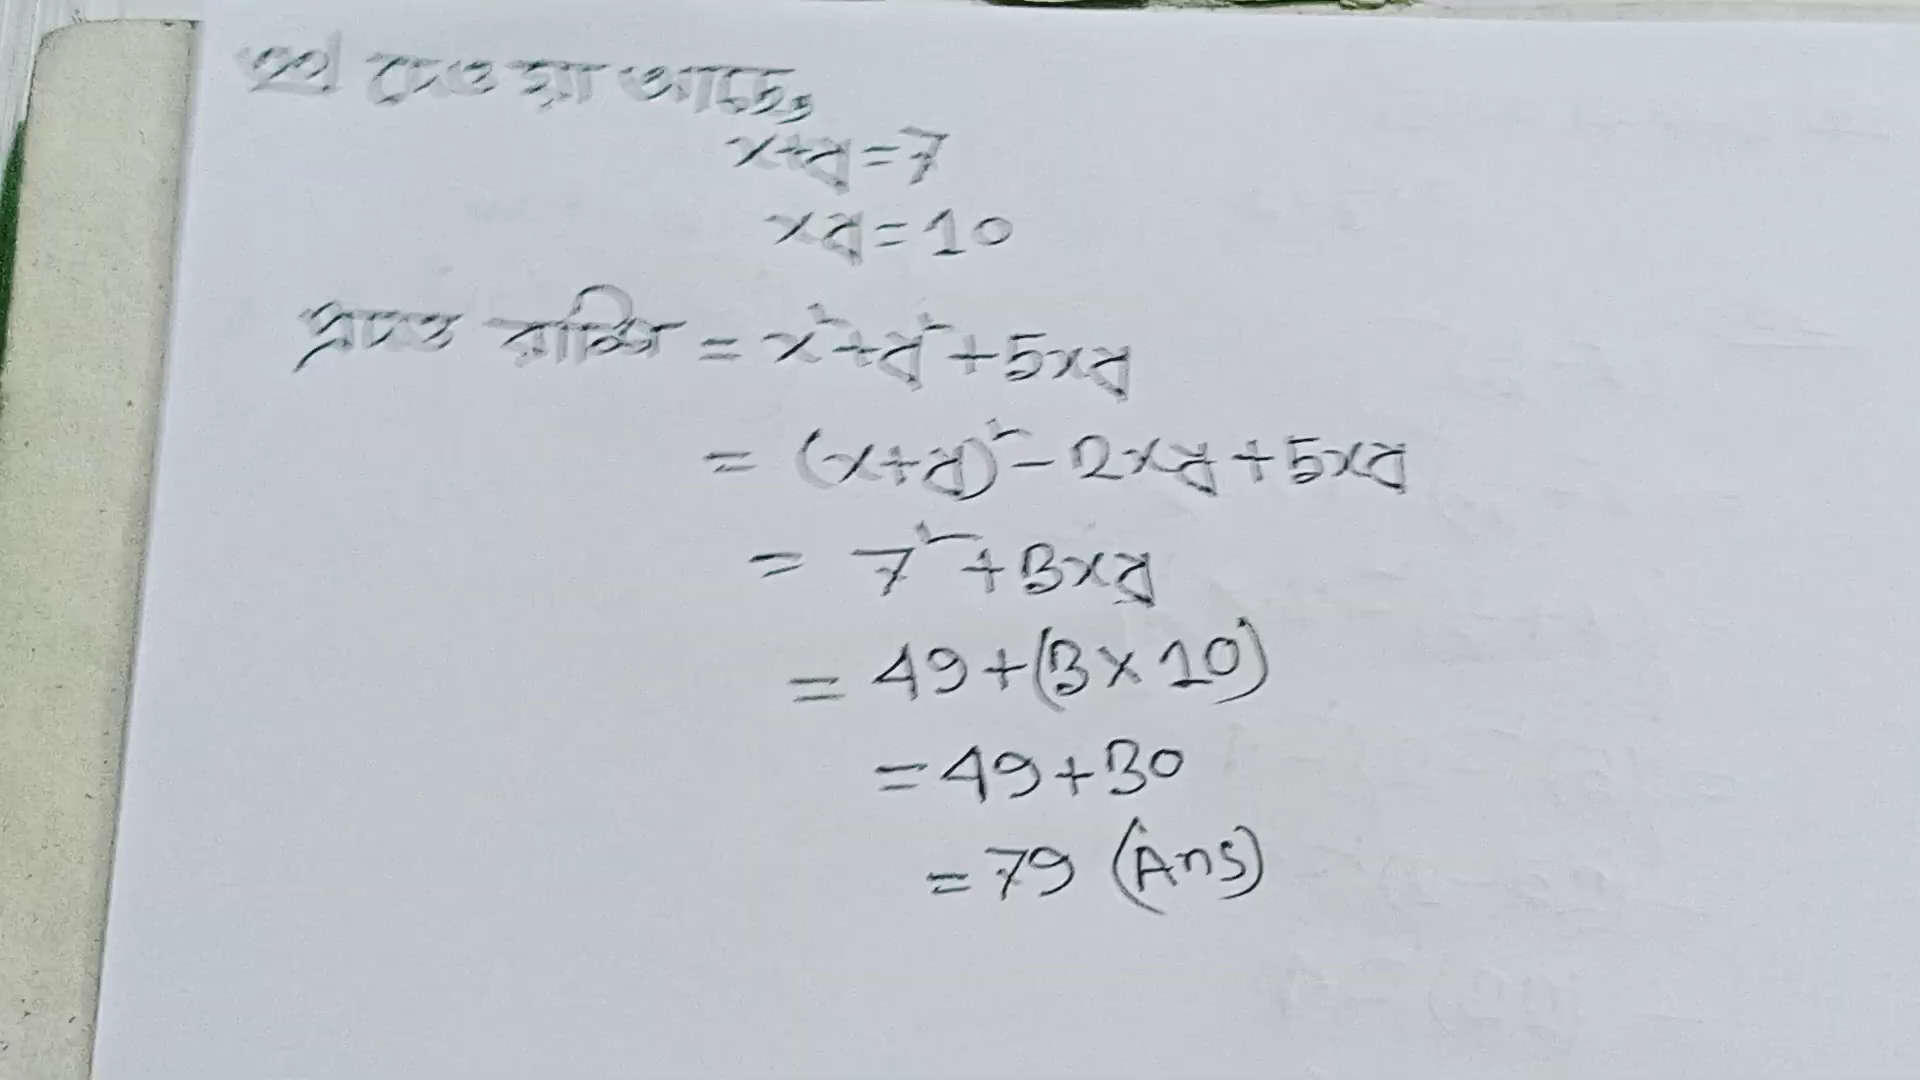 দেওয়া আছে,
x+y=7
xy=10
প্রদত্ত রাশি = x²+y²+5xy
= (x+y)²-2xy+5xy
= 7²+3xy
= 49+(3×10)
=49+30
=79 (Ans)